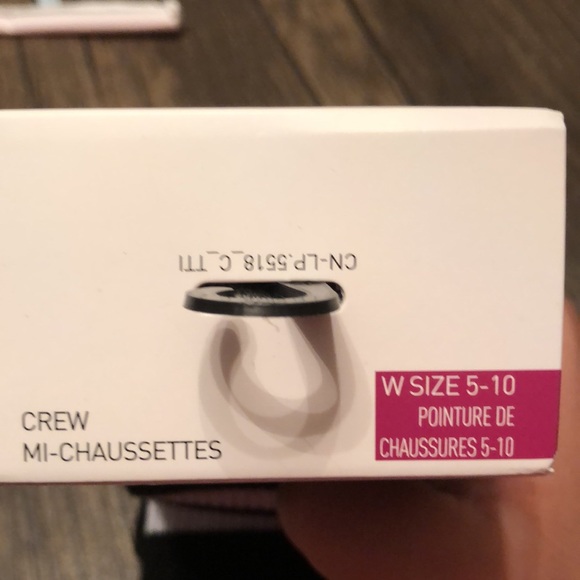 CN-LP.5518_C_TTI
CREW
MI-CHAUSSETTES
W SIZE 5-10
POINTURE DE
CHAUSSURES 5-10